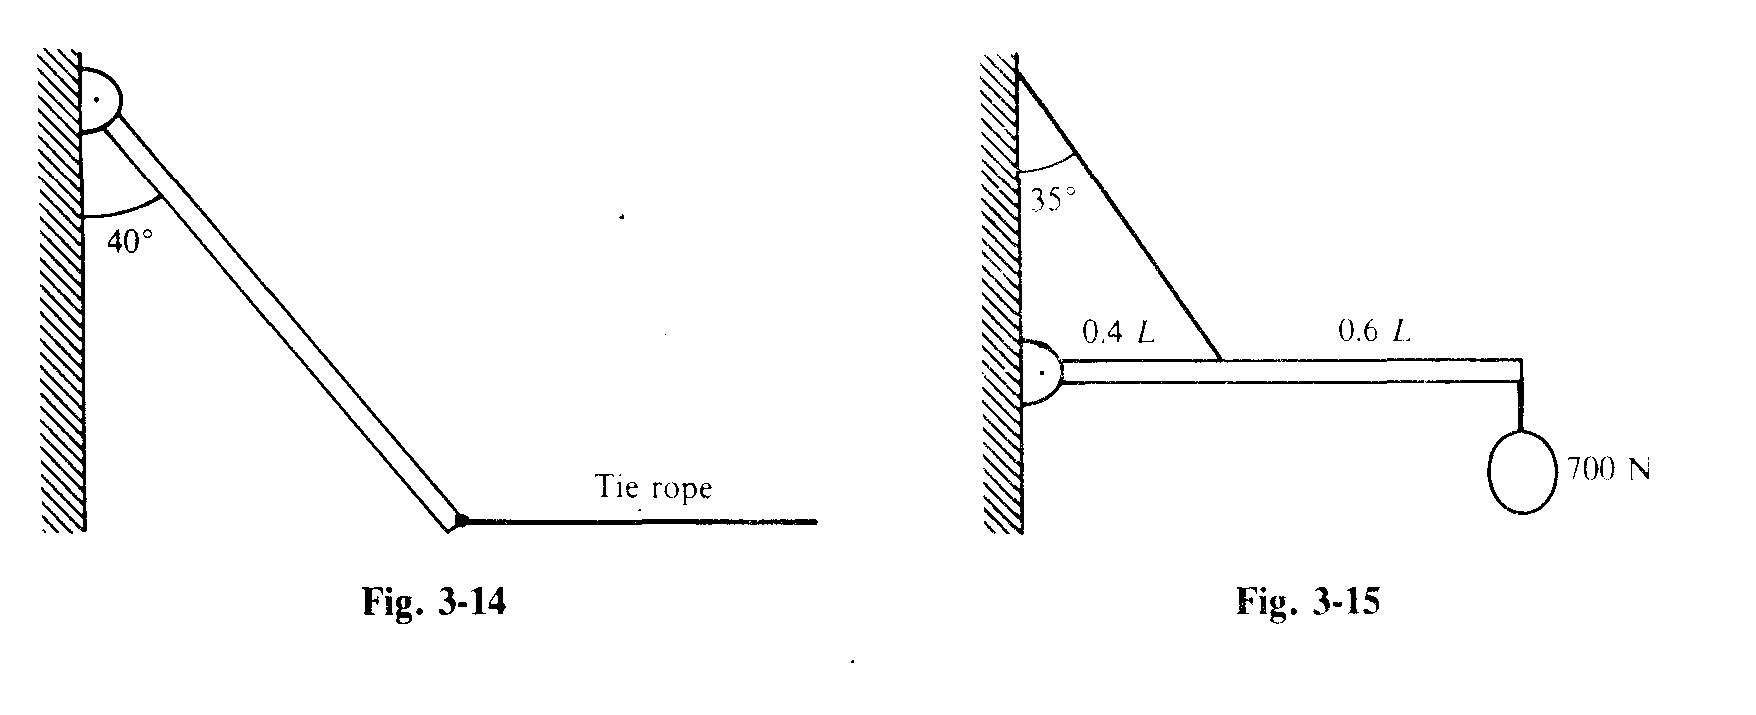 35°
40°
0.4 L 0.6 L
700 N
Tie rope
Fig. 3-14 Fig. 3-15